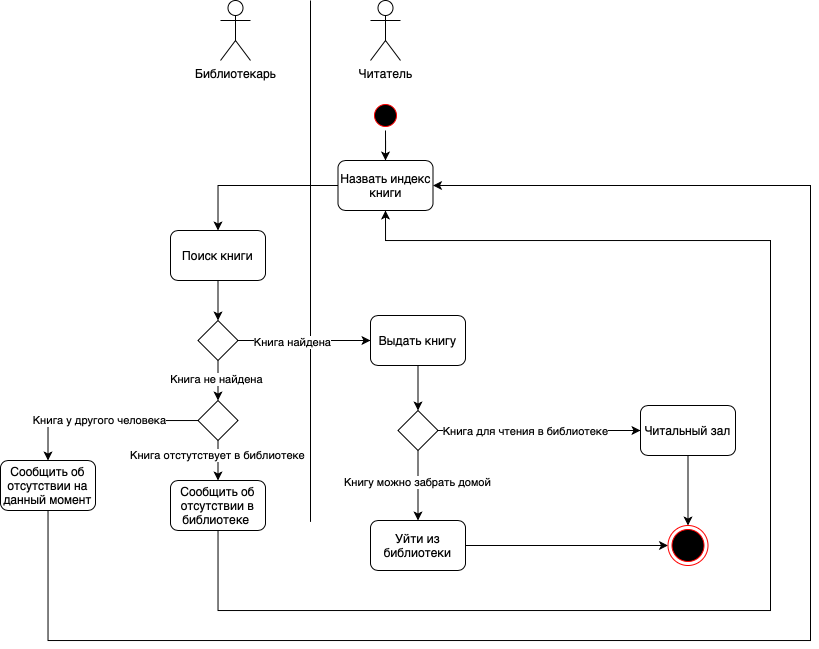 Библиотекарь
Читатель
Назвать индекс
книги
Поиск книги
Книга найдена
Выдать книгу
Книга не найдена
Книга у другого человека
Книга для чтения в библиотеке
Читальный зал
Книга отстутствует в библиотеке
Сообщить об
отсутствии на
данный момент
Сообщить об
отсутствии в
библиотеке
Книгу можно забрать домой
Уйти из
библиотеки